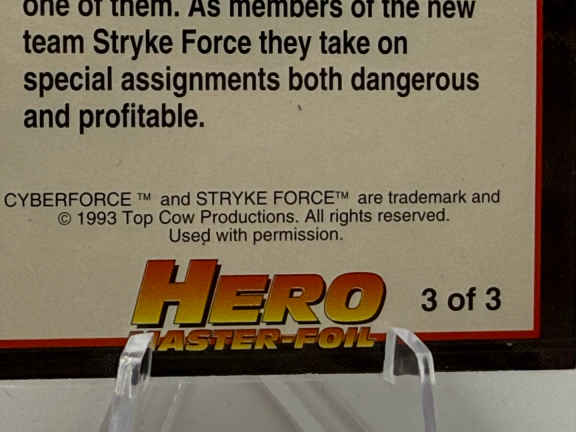 one of them. As members of the new
team Stryke Force they take on
special assignments both dangerous
and profitable.
CYBERFORCE ™ and STRYKE FORCE™ are trademark and
© 1993 Top Cow Productions. All rights reserved.
Used with permission.
HERO
3 of 3
MASTER-FOIL